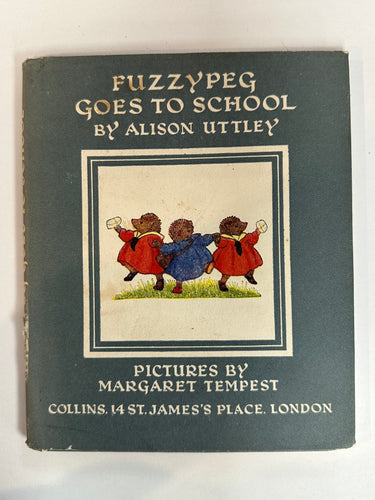 FUZZYPEG
GOES TO SCHOOL
BY ALISON UTTLEY
PICTURES BY
MARGARET TEMPEST
COLLINS. 14 ST. JAMES'S PLACE. LONDON